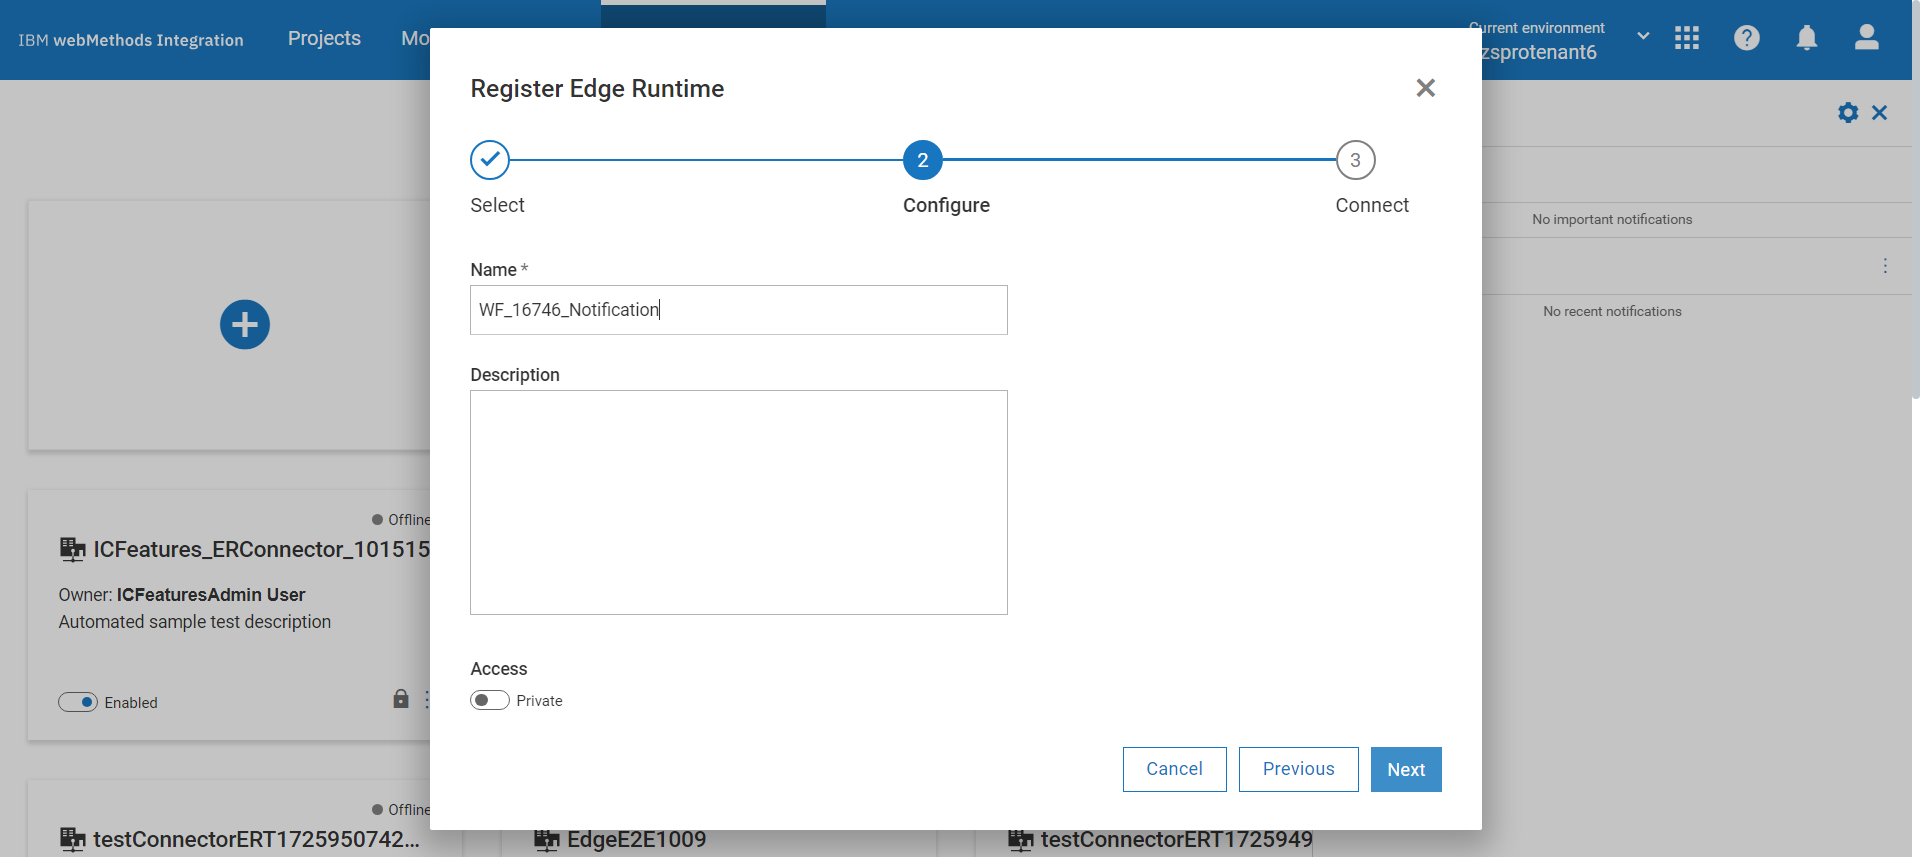 IBM webMethods Integration
Projects
Current environment
zsprotenant6
Register Edge Runtime
2
3
Select
Configure
Connect
No important notifications
No recent notifications
Name *
WF_16746_Notification
Description
Offline
ICFeatures_ERConnector_101515
Owner: ICFeaturesAdmin User
Automated sample test description
Enabled
Access
Private
Cancel
Previous
Next
Offline
testConnectorERT1725950742...
EdgeE2E1009
testConnectorERT1725949